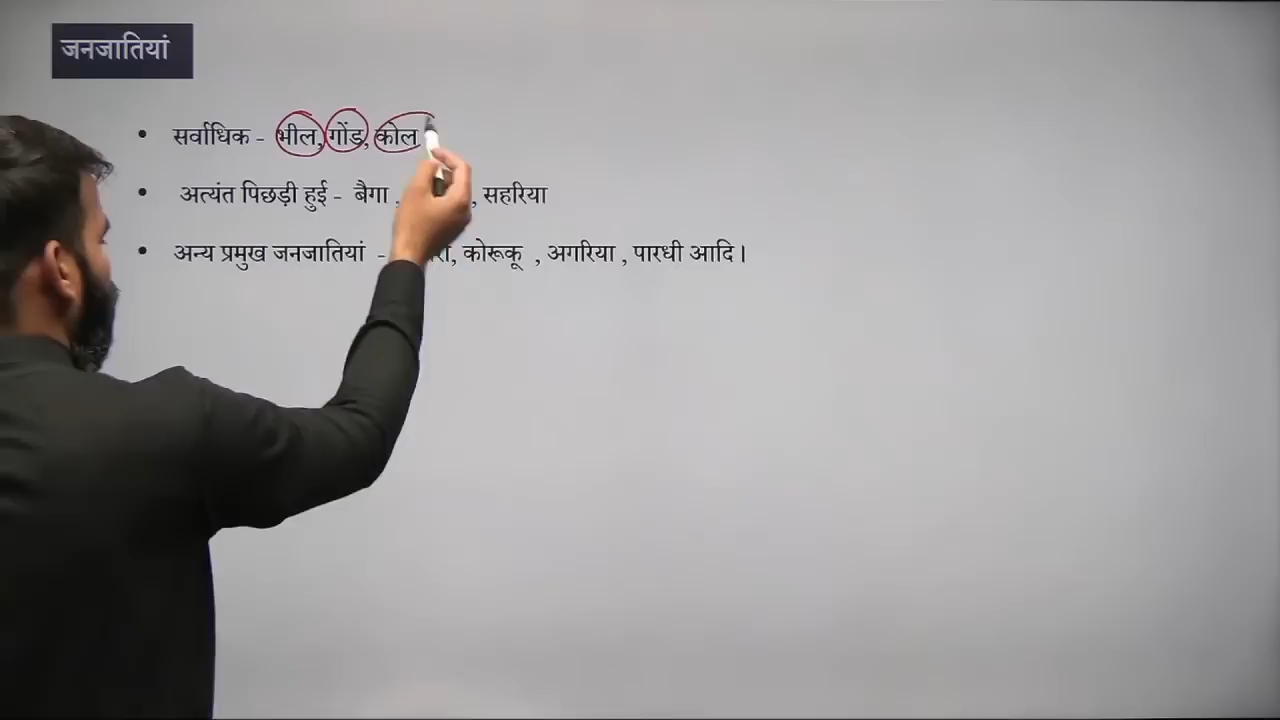 जनजातियां
• सर्वाधिक - भील, गोंड, कोल
• अत्यंत पिछड़ी हुई - बैगा , , सहरिया
• अन्य प्रमुख जनजातियां - कोरूकू , अगरिया , पारधी आदि।